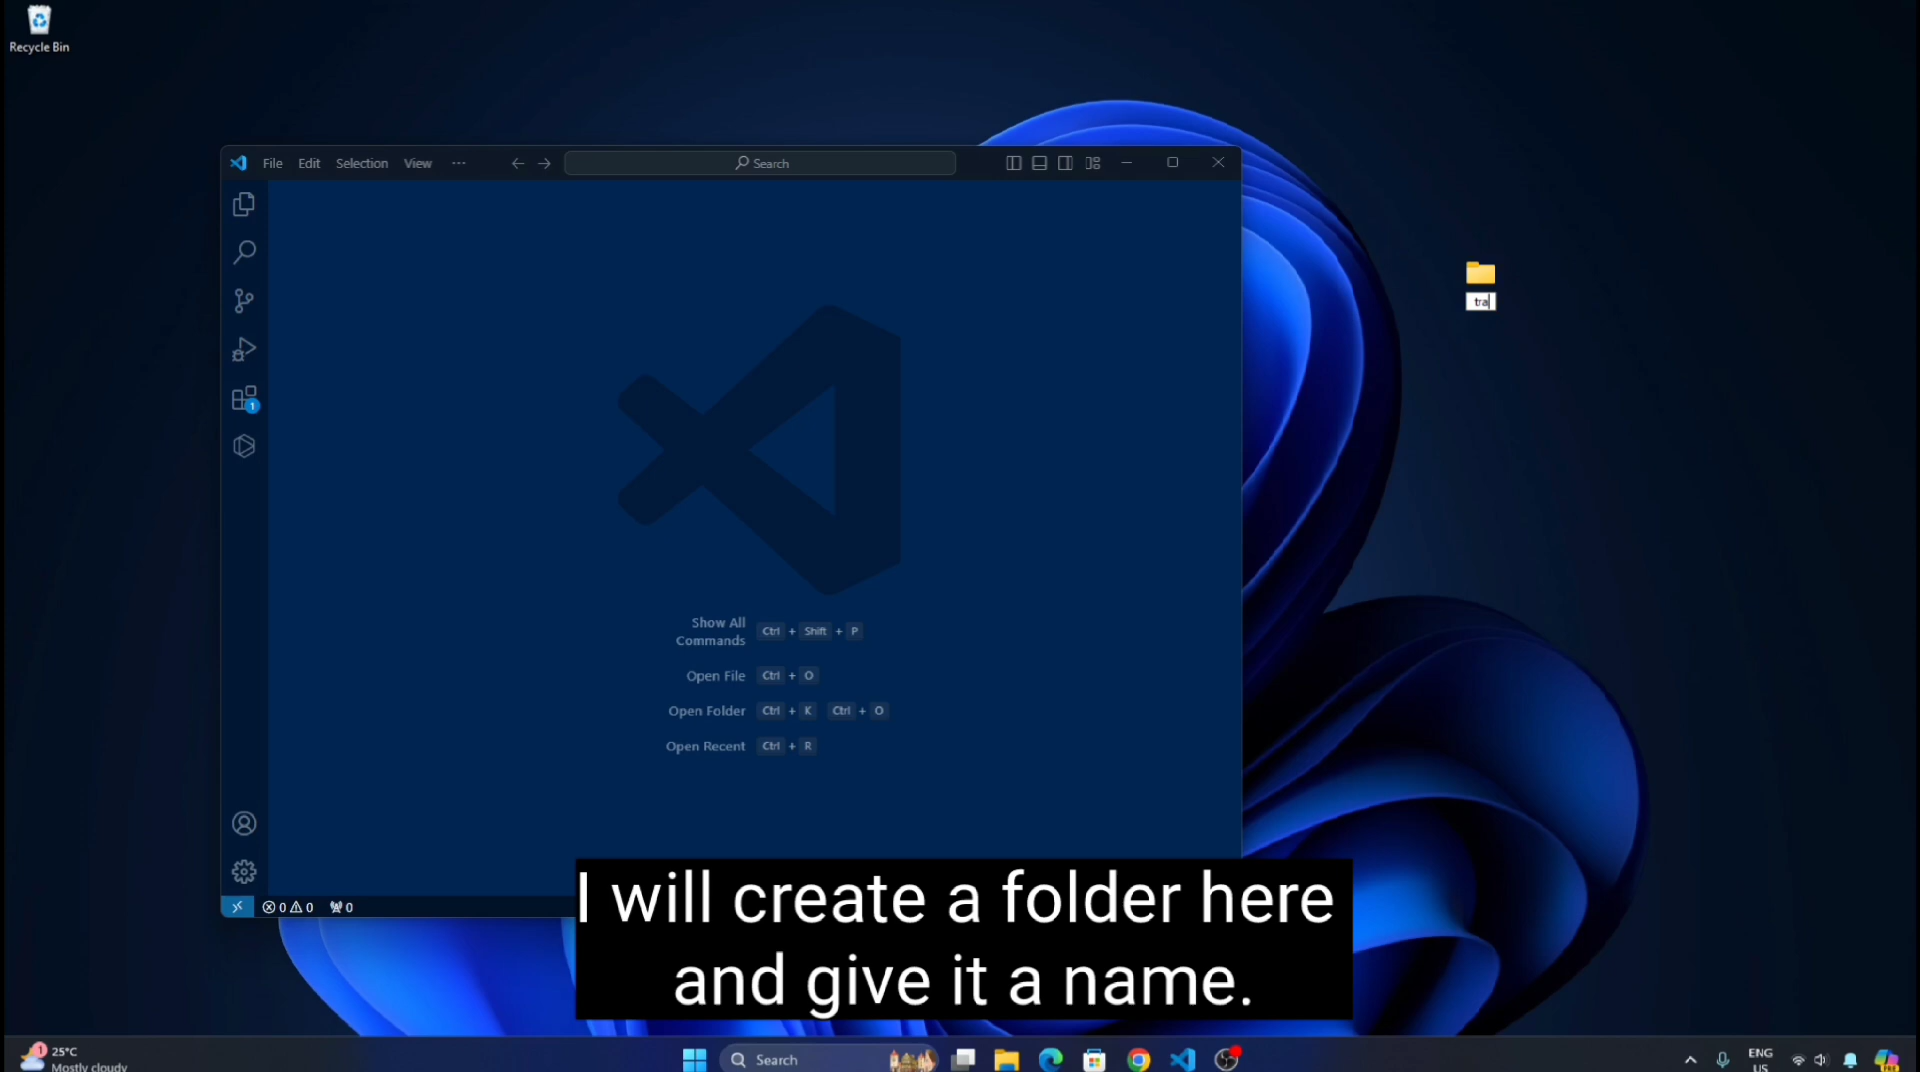 Recycle Bin
File Edit Selection View ···
Search
tra
1
Show All Commands Ctrl + Shift + P
Open File Ctrl + O
Open Folder Ctrl + K Ctrl + O
Open Recent Ctrl + R
0 0 0
I will create a folder here
and give it a name.
1
25°C
Mostly cloudy
Search
ENG
US